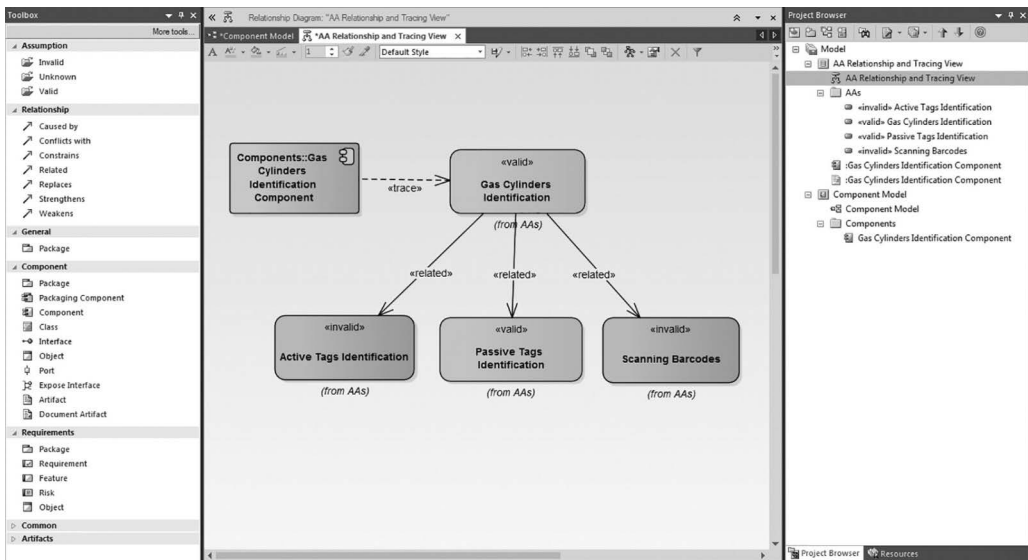 Toolbox
More tools...
Assumption
Invalid
Unknown
Valid
Relationship
Caused by
Conflicts with
Constrains
Related
Replaces
Strengthens
Weakens
General
Package
Component
Package
Packaging Component
Component
Class
Interface
Object
Port
Expose Interface
Artifact
Document Artifact
Requirements
Package
Requirement
Feature
Risk
Object
Common
Artifacts
Relationship Diagram: "AA Relationship and Tracing View"
*Component Model
*AA Relationship and Tracing View
A
1
Default Style
Components::Gas
Cylinders
Identification
Component
«trace»
«valid»
Gas Cylinders
Identification
(from AAs)
«related»
«related»
«related»
«invalid»
Active Tags Identification
(from AAs)
«valid»
Passive Tags
Identification
(from AAs)
«invalid»
Scanning Barcodes
(from AAs)
Project Browser
Model
AA Relationship and Tracing View
AA Relationship and Tracing View
AAs
«invalid» Active Tags Identification
«valid» Gas Cylinders Identification
«valid» Passive Tags Identification
«invalid» Scanning Barcodes
:Gas Cylinders Identification Component
:Gas Cylinders Identification Component
Component Model
Component Model
Components
Gas Cylinders Identification Component
Project Browser
Resources